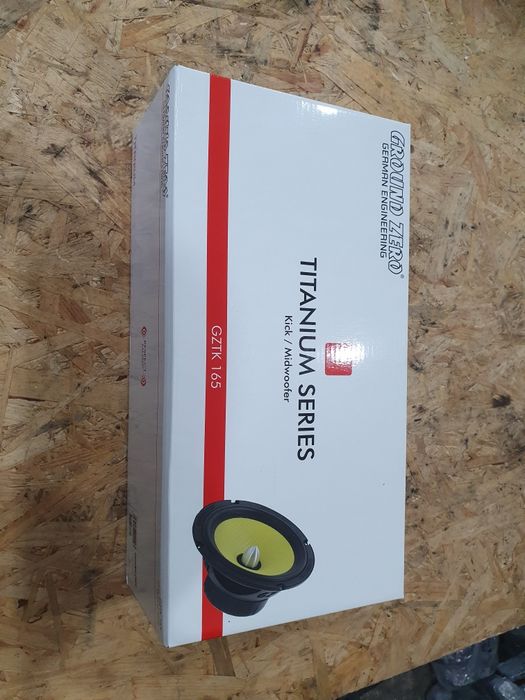 GROUND ZERO®
GERMAN ENGINEERING
TITANIUM SERIES
Kick / Midwoofer
GZTK 165